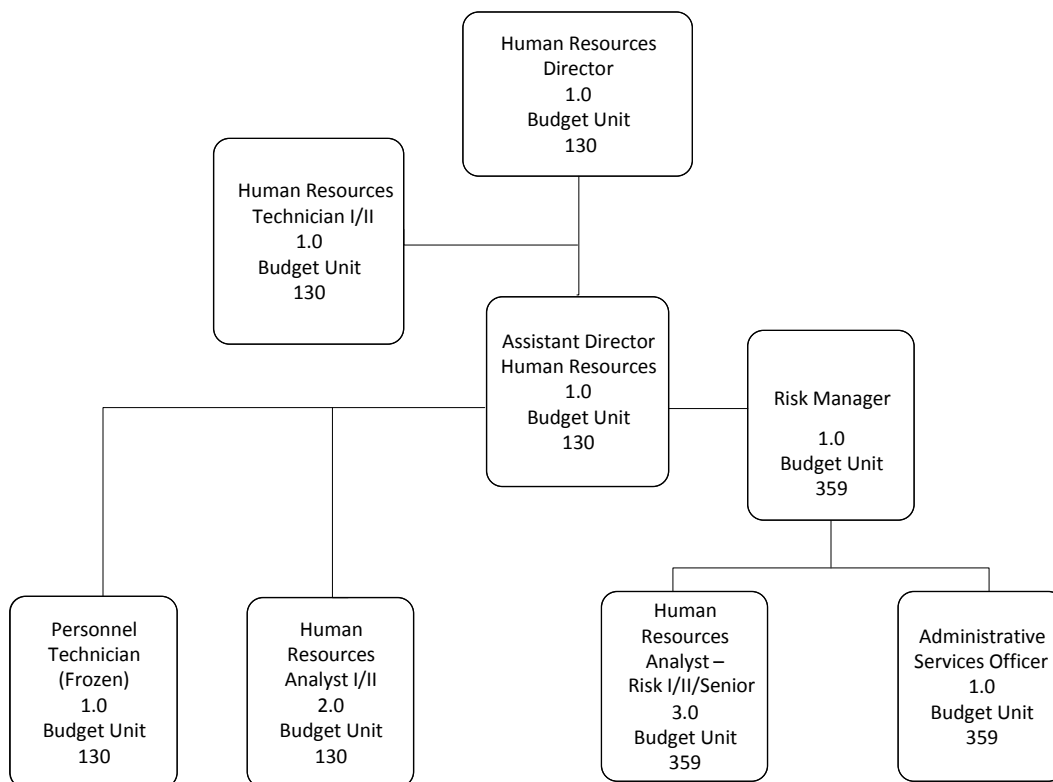 Human Resources
Director
1.0
Budget Unit
130
Human Resources
Technician I/II
1.0
Budget Unit
130
Assistant Director
Human Resources
1.0
Budget Unit
130
Risk Manager
1.0
Budget Unit
359
Personnel
Technician
(Frozen)
1.0
Budget Unit
130
Human
Resources
Analyst I/II
2.0
Budget Unit
130
Human
Resources
Analyst –
Risk I/II/Senior
3.0
Budget Unit
359
Administrative
Services Officer
1.0
Budget Unit
359